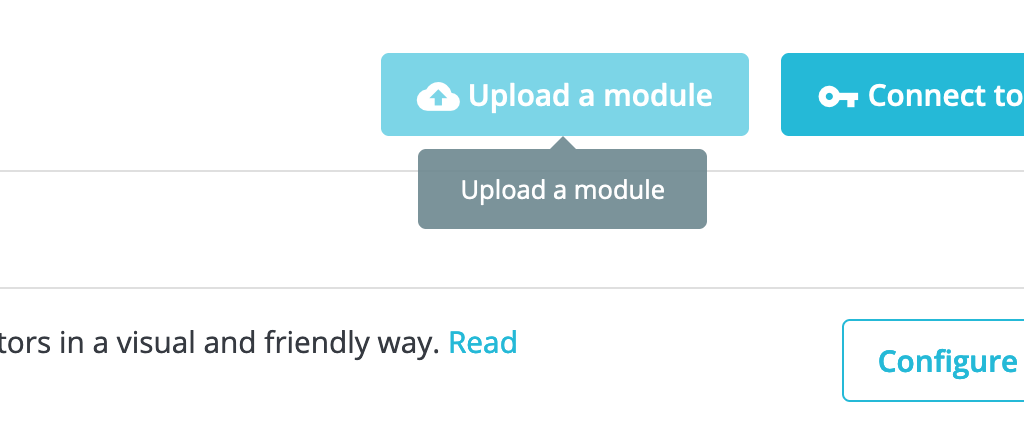 Upload a module
Connect to
Upload a module
tors in a visual and friendly way. Read
Configure